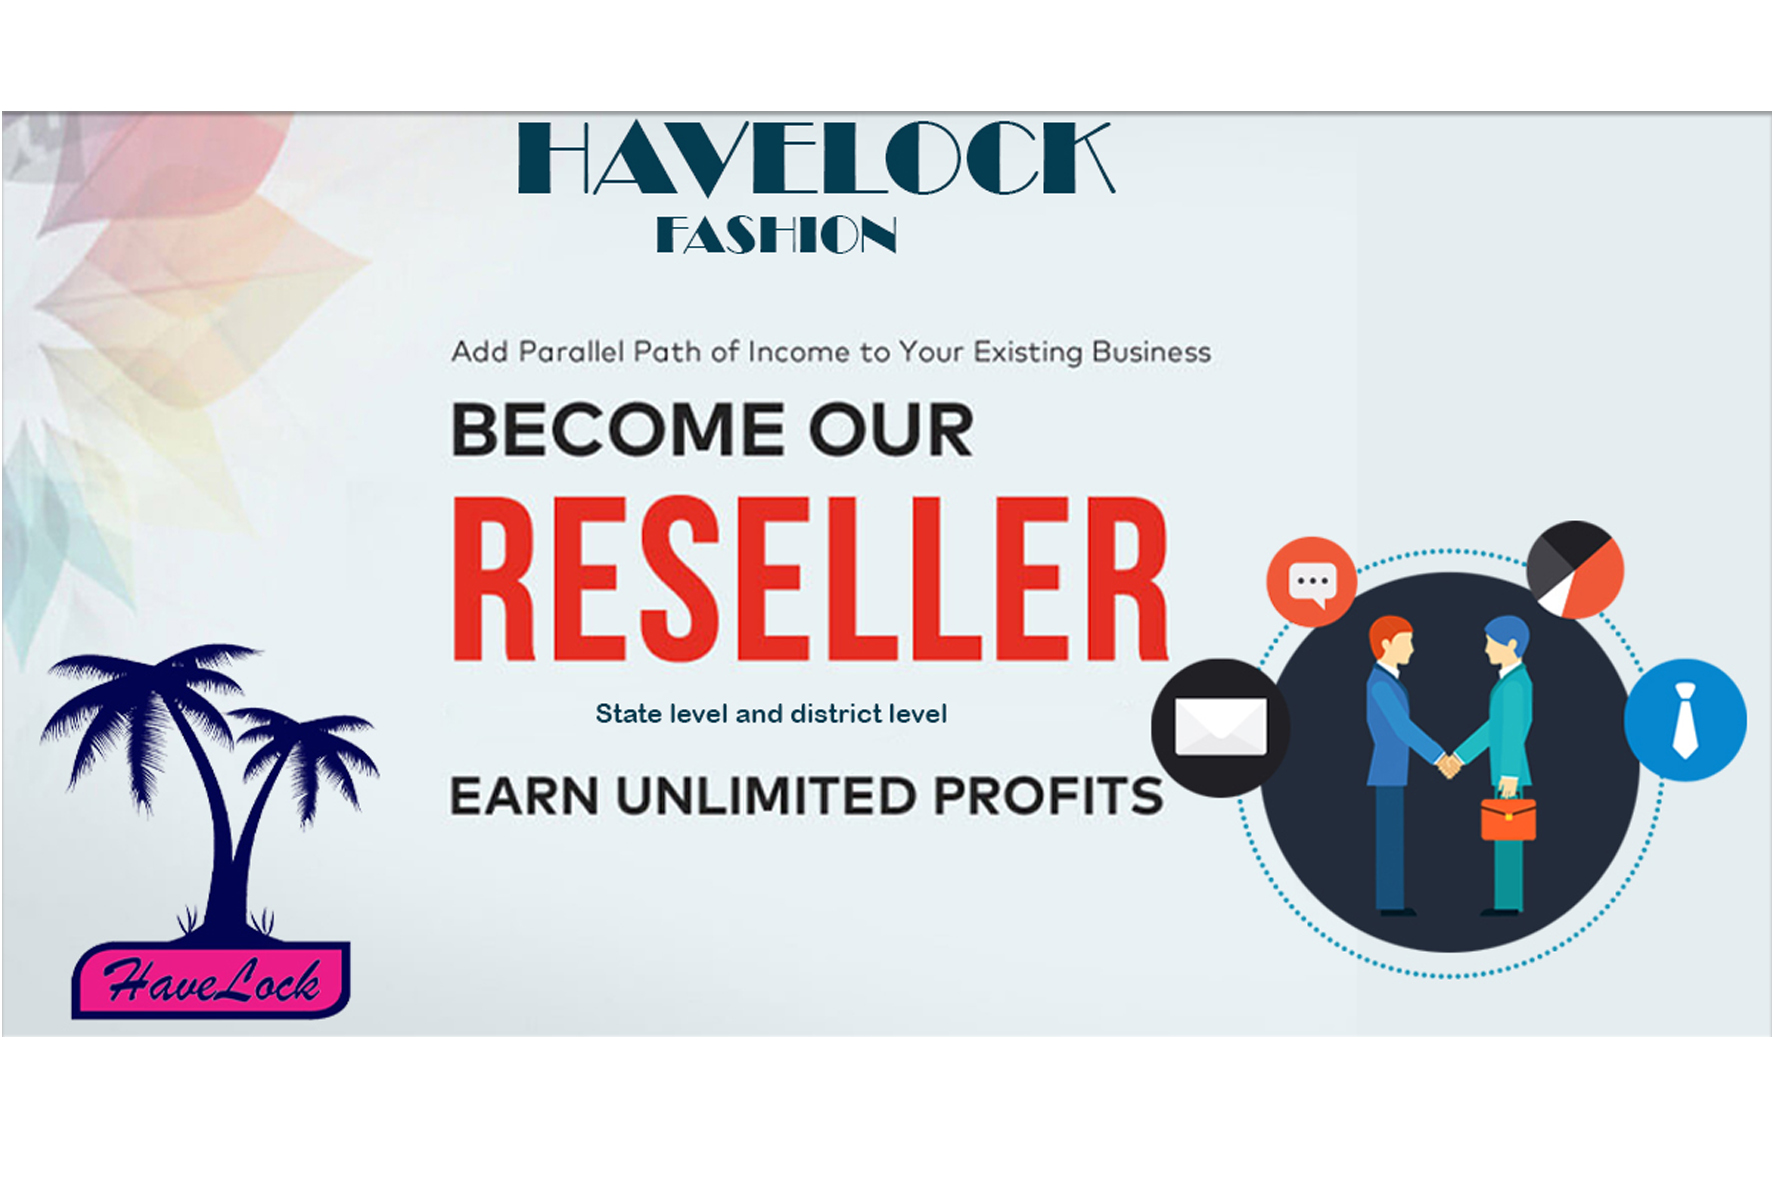 HAVELOCK
FASHION
Add Parallel Path of Income to Your Existing Business
BECOME OUR
RESELLER
State level and district level
EARN UNLIMITED PROFITS
HaveLock